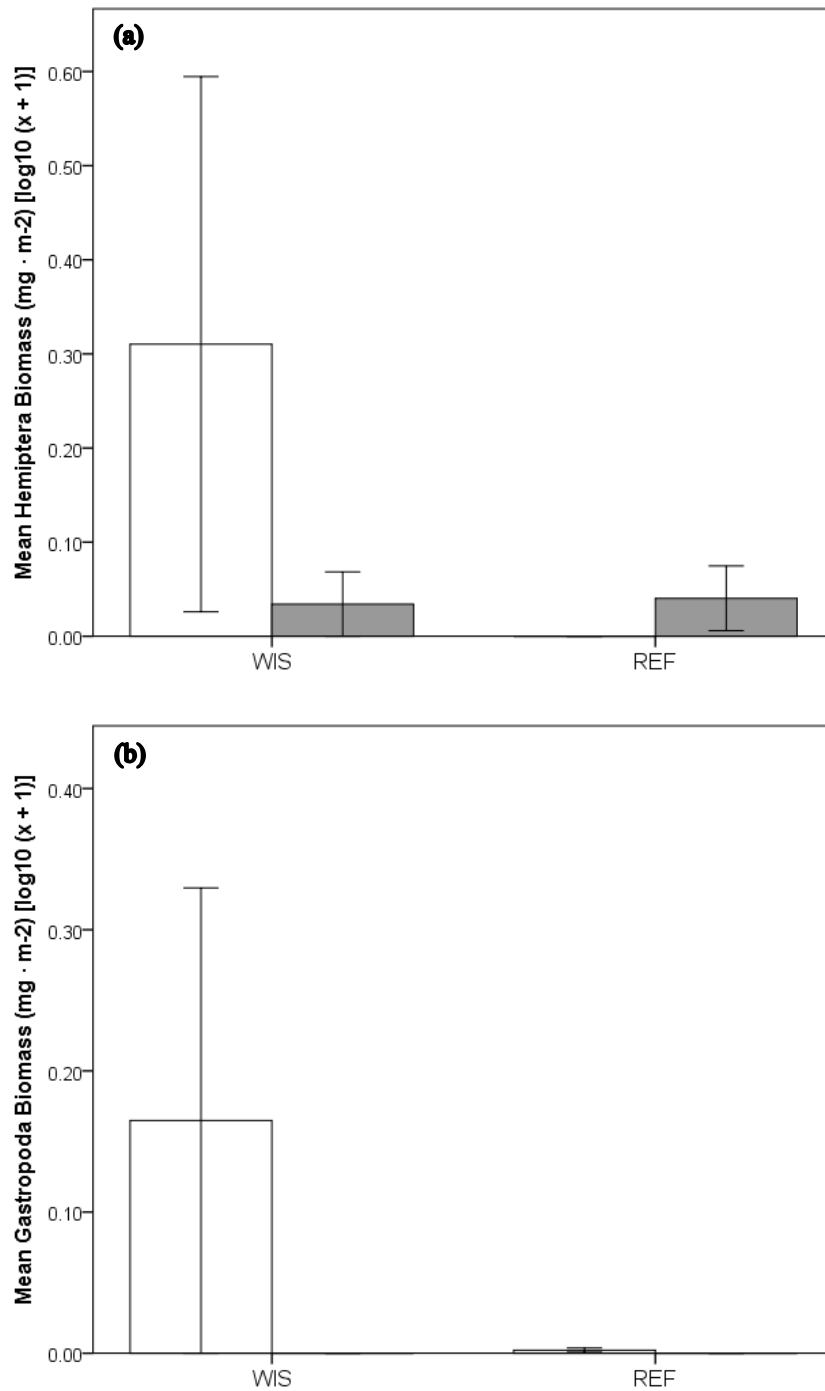 (a)
Mean Hemiptera Biomass (mg · m-2) [log10 (x + 1)]
0.60
0.50
0.40
0.30
0.20
0.10
0.00
WIS REF
(b)
Mean Gastropoda Biomass (mg · m-2) [log10 (x + 1)]
0.40
0.30
0.20
0.10
0.00
WIS REF